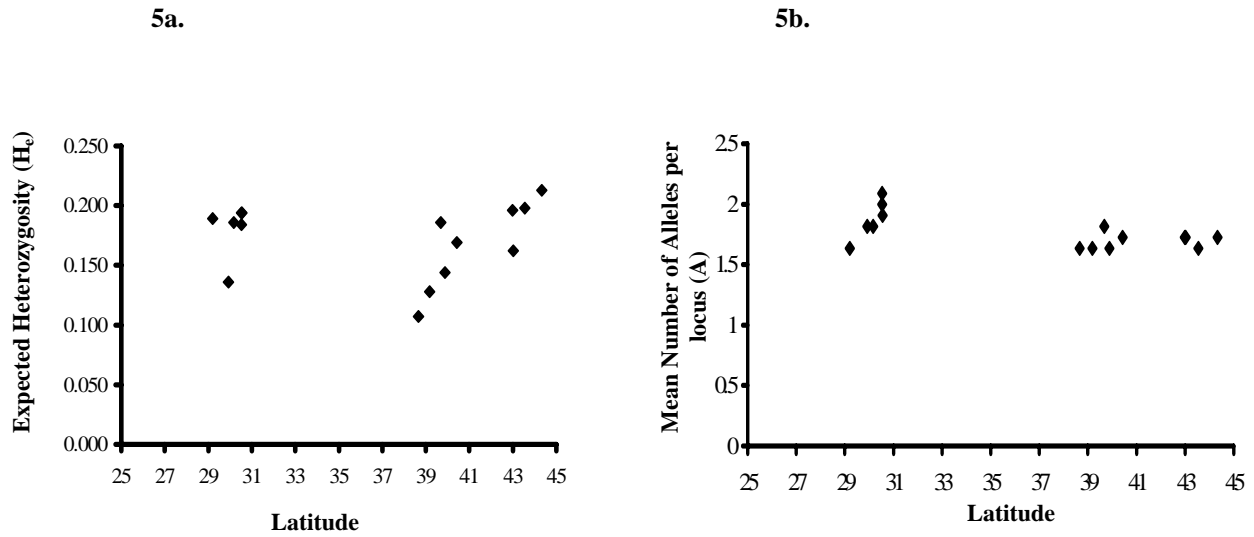 5a.
5b.
Expected Heterozygosity (He)
0.250
0.200
0.150
0.100
0.050
0.000
25 27 29 31 33 35 37 39 41 43 45
Latitude
Mean Number of Alleles per
locus (A)
25
2
1.5
1
0.5
0
25 27 29 31 33 35 37 39 41 43 45
Latitude